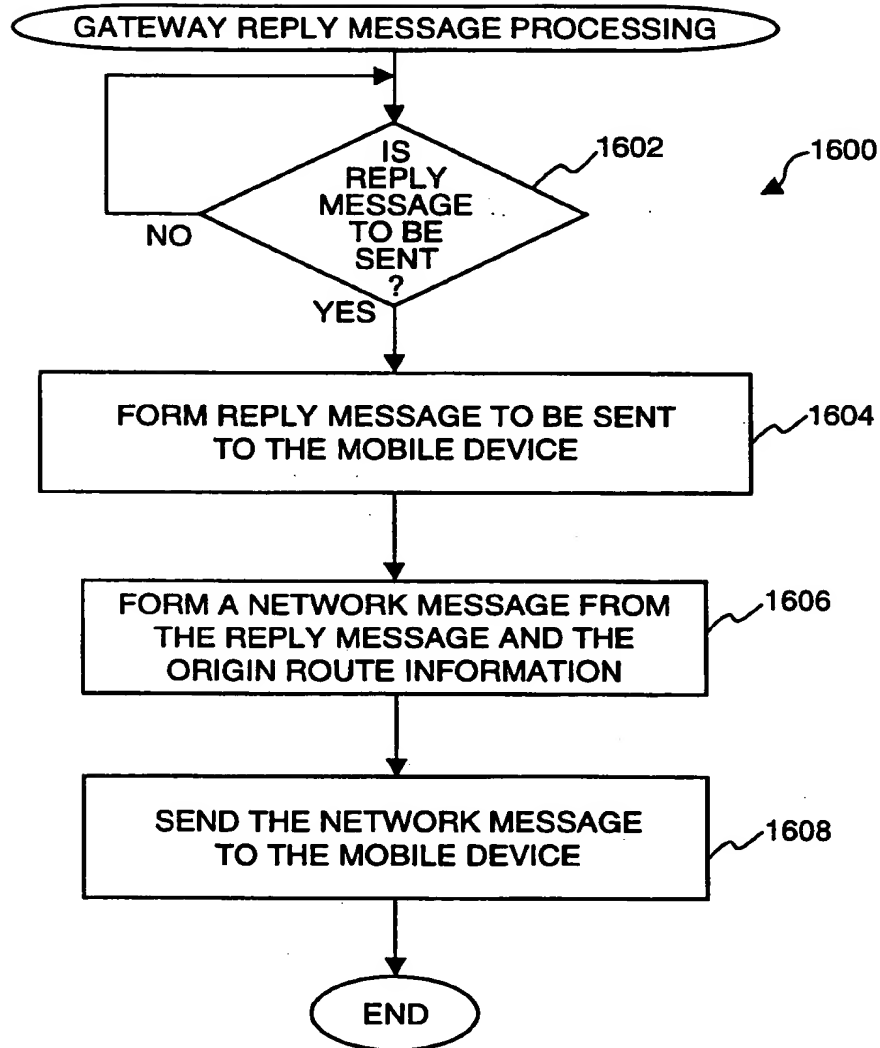 GATEWAY REPLY MESSAGE PROCESSING
1602
1600
IS
REPLY
MESSAGE
TO BE
SENT
?
NO
YES
FORM REPLY MESSAGE TO BE SENT
TO THE MOBILE DEVICE
1604
FORM A NETWORK MESSAGE FROM
THE REPLY MESSAGE AND THE
ORIGIN ROUTE INFORMATION
1606
SEND THE NETWORK MESSAGE
TO THE MOBILE DEVICE
1608
END